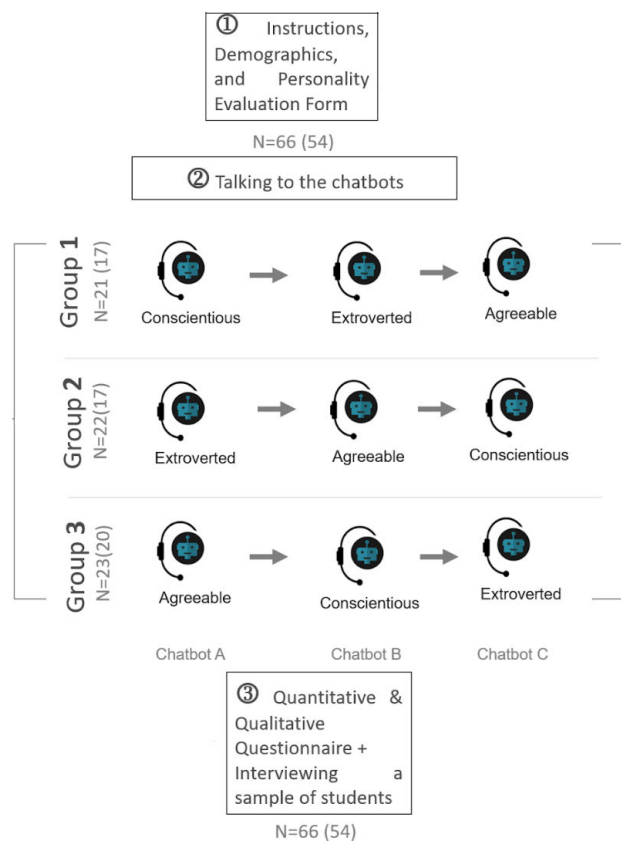 ① Instructions,
Demographics,
and Personality
Evaluation Form
N=66 (54)
② Talking to the chatbots
Group 1
N=21 (17)
Conscientious
Extroverted
Agreeable
Group 2
N=22(17)
Extroverted
Agreeable
Conscientious
Group 3
N=23(20)
Agreeable
Conscientious
Extroverted
Chatbot A
Chatbot B
Chatbot C
③ Quantitative &
Qualitative
Questionnaire +
Interviewing a
sample of students
N=66 (54)